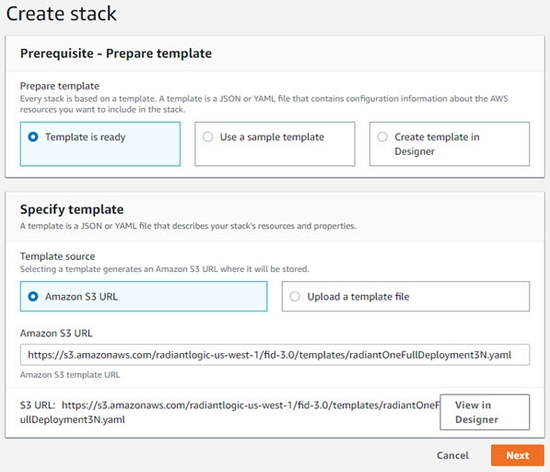 Create stack
Prerequisite - Prepare template
Prepare template
Every stack is based on a template. A template is a JSON or YAML file that contains configuration information about the AWS
resources you want to include in the stack.
Template is ready
Use a sample template
Create template in
Designer
Specify template
A template is a JSON or YAML file that describes your stack's resources and properties.
Template source
Selecting a template generates an Amazon S3 URL where it will be stored.
Amazon S3 URL
Upload a template file
Amazon S3 URL
https://s3.amazonaws.com/radiantlogic-us-west-1/fid-3.0/templates/radiantOneFullDeployment3N.yaml
Amazon S3 template URL
S3 URL: https://s3.amazonaws.com/radiantlogic-us-west-1/fid-3.0/templates/radiantOneF
ullDeployment3N.yaml
View in
Designer
Cancel
Next